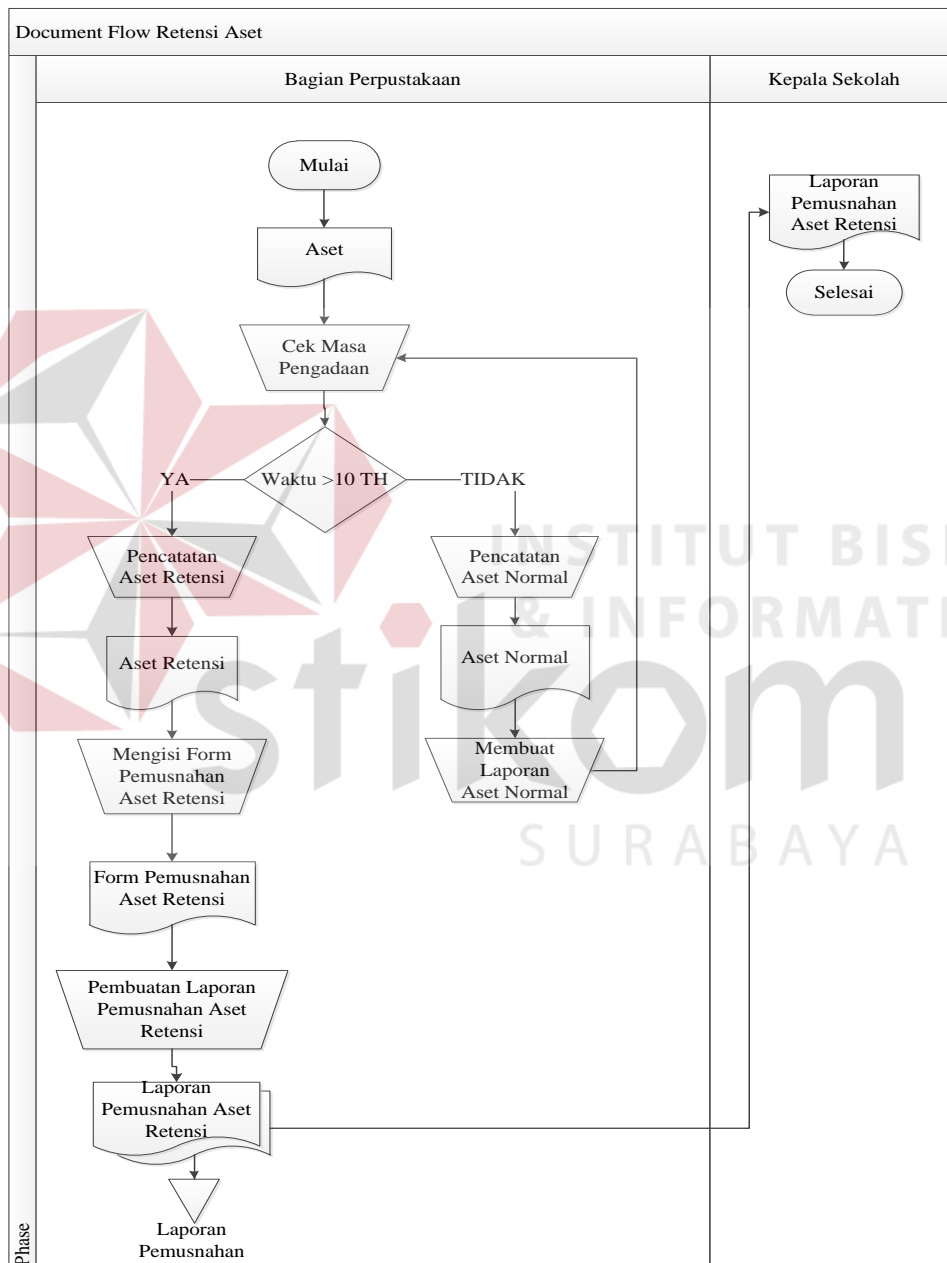 Document Flow Retensi Aset
Bagian Perpustakaan
Kepala Sekolah
Mulai
Aset
Cek Masa
Pengadaan
Waktu >10 TH
YA
TIDAK
Pencatatan
Aset Retensi
Aset Retensi
Mengisi Form
Pemusnahan
Aset Retensi
Form Pemusnahan
Aset Retensi
Pembuatan Laporan
Pemusnahan Aset
Retensi
Laporan
Pemusnahan Aset
Retensi
Laporan
Pemusnahan
Pencatatan
Aset Normal
Aset Normal
Membuat
Laporan
Aset Normal
Laporan
Pemusnahan
Aset Retensi
Selesai
Phase
INSTITUT BISI
& INFORMATI
stikom
SURABAYA